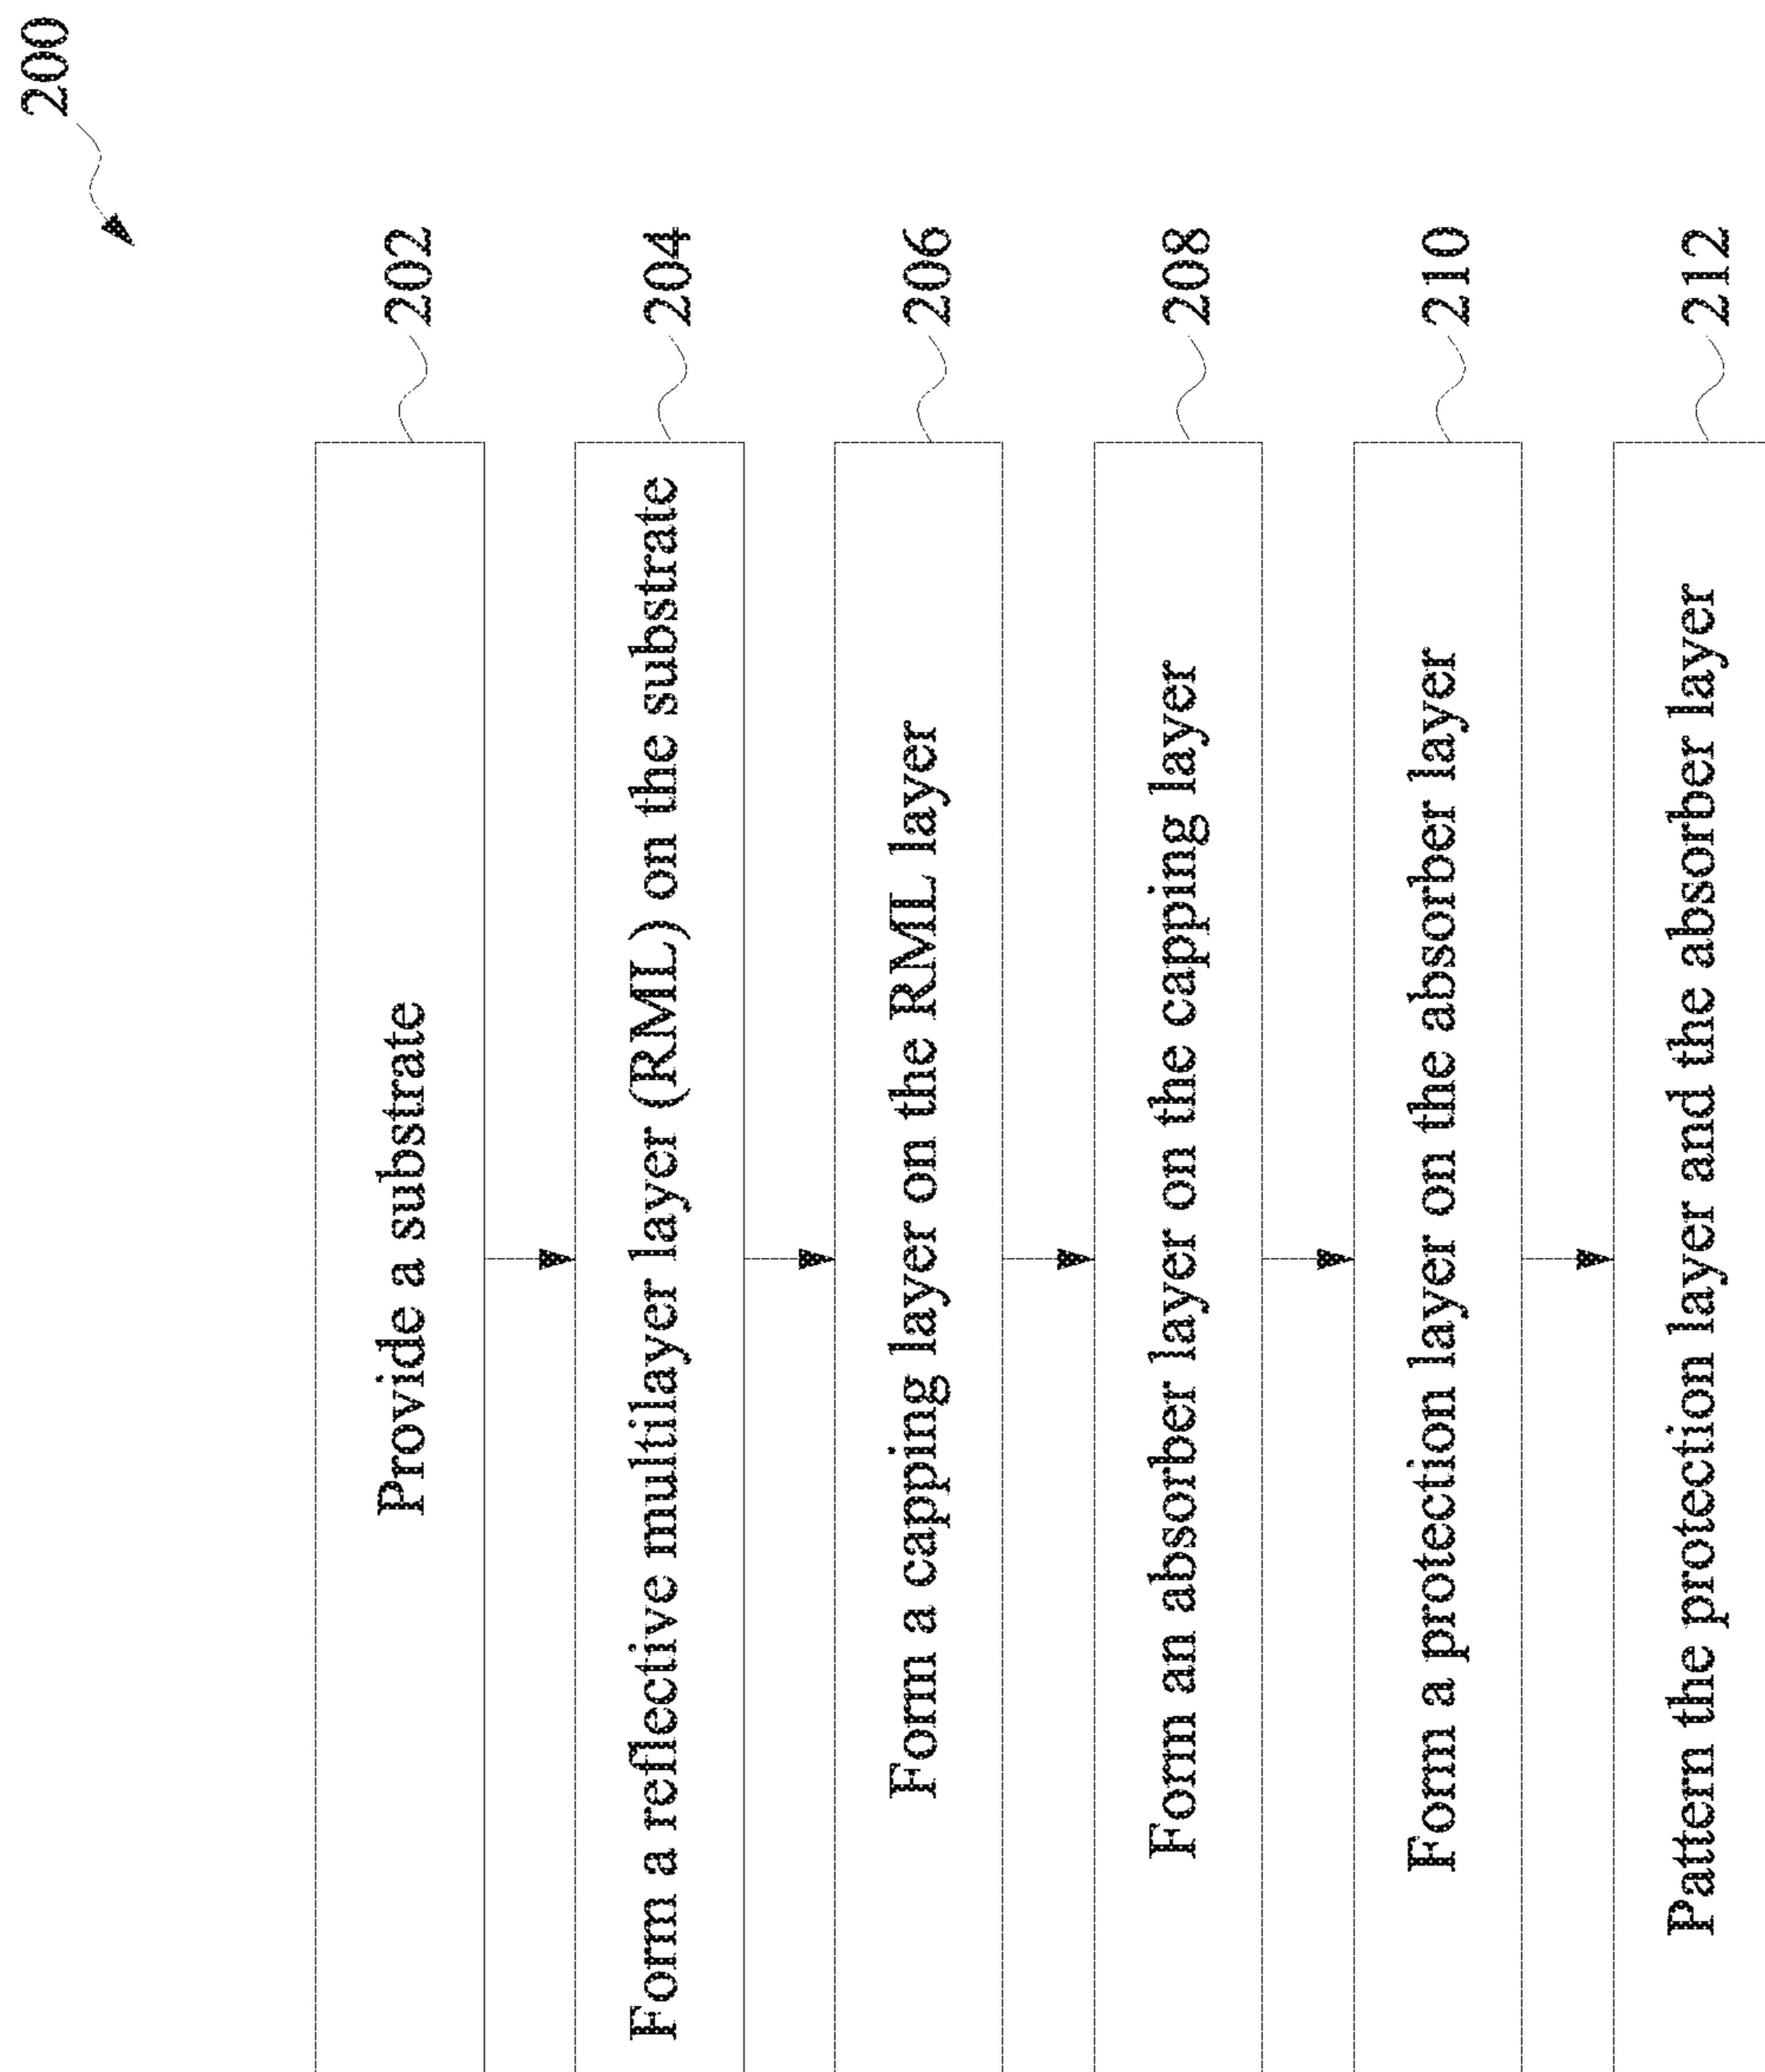 200
Provide a substrate
202
Form a reflective mutilayer layer (RML) on the substrate
204
Form a capping layer on the RML layer
206
Form an absorber layer on the capping layer
208
Form a protection layer on the absorber layer
210
Pattern the protection layer and the absorber layer
212